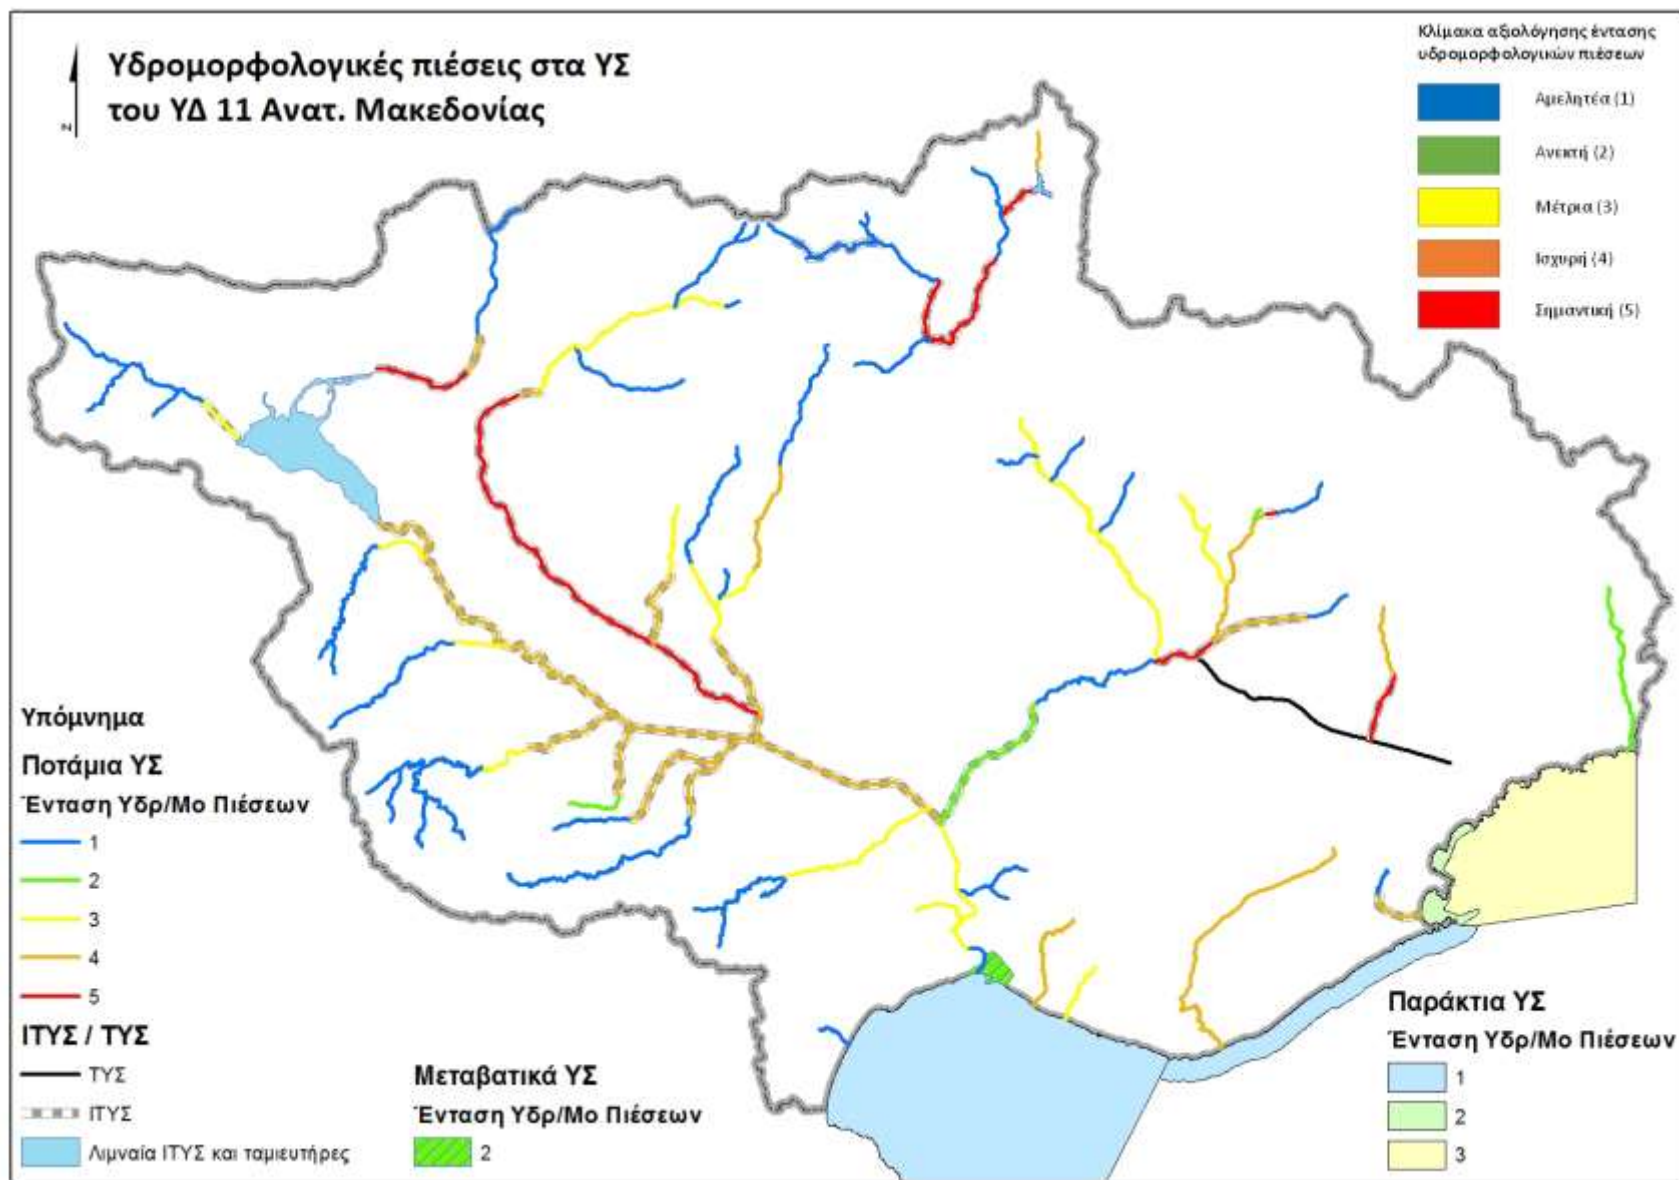 Υδρομορφολογικές πιέσεις στα ΥΣ
του ΥΔ 11 Ανατ. Μακεδονίας
N
Κλίμακα αξιολόγησης έντασης
υδρομορφολογικών πιέσεων
Αμελητέα (1)
Ανεκτή (2)
Μέτρια (3)
Ισχυρή (4)
Σημαντική (5)
Υπόμνημα
Ποτάμια ΥΣ
Ένταση Υδρ/Μο Πιέσεων
1
2
3
4
5
ΙΤΥΣ / ΤΥΣ
ΤΥΣ
ΙΤΥΣ
Λιμναία ΙΤΥΣ και ταμιευτήρες
Μεταβατικά ΥΣ
Ένταση Υδρ/Μο Πιέσεων
2
Παράκτια ΥΣ
Ένταση Υδρ/Μο Πιέσεων
1
2
3